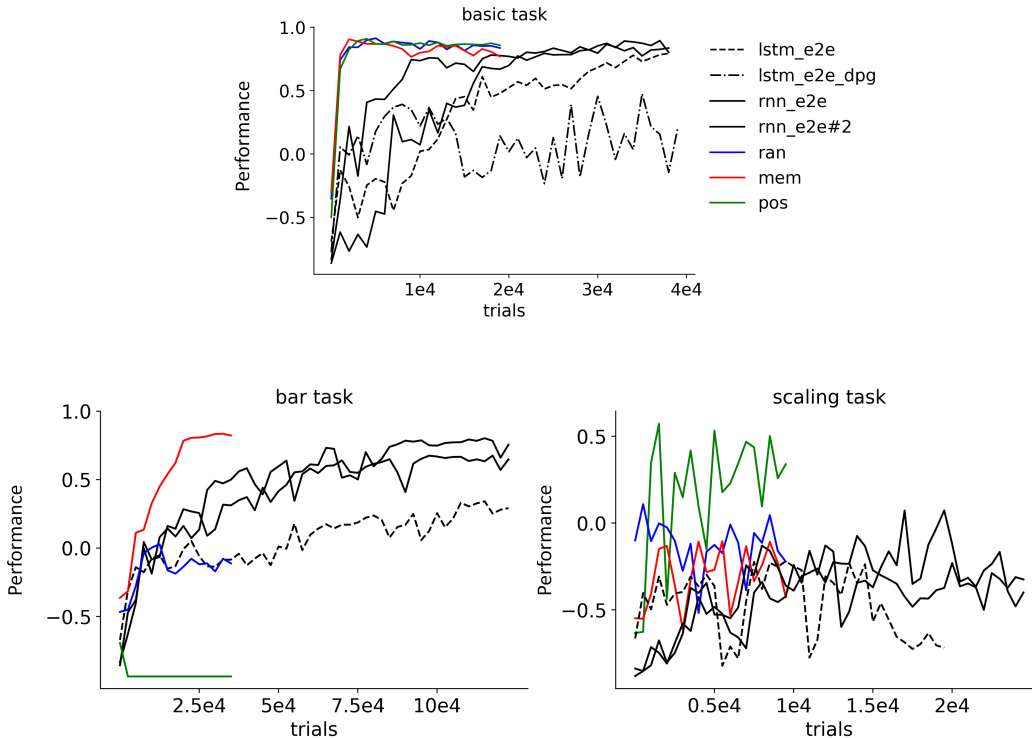 basic task
1.0
0.5
0.0
−0.5
Performance
1e4
2e4
3e4
4e4
trials
lstm_e2e
lstm_e2e_dpg
rnn_e2e
rnn_e2e#2
ran
mem
pos
bar task
1.0
0.5
0.0
−0.5
Performance
2.5e4
5e4
7.5e4
10e4
trials
scaling task
0.5
0.0
−0.5
Performance
0.5e4
1e4
1.5e4
2e4
trials